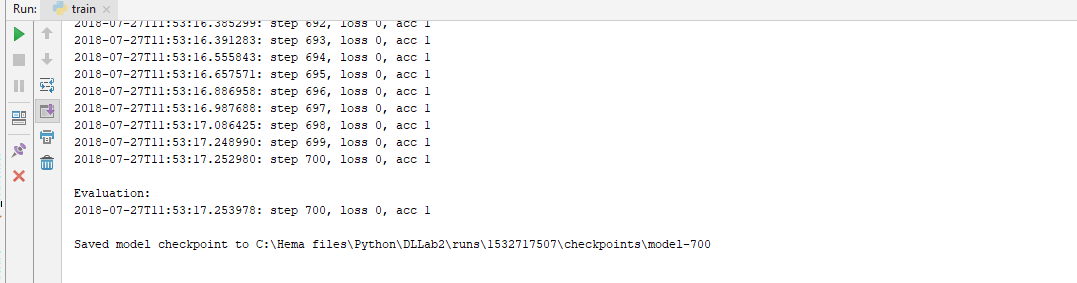 Run: train
2018-07-27T11:53:16.385299: step 692, loss 0, acc 1
2018-07-27T11:53:16.391283: step 693, loss 0, acc 1
2018-07-27T11:53:16.555843: step 694, loss 0, acc 1
2018-07-27T11:53:16.657571: step 695, loss 0, acc 1
2018-07-27T11:53:16.886958: step 696, loss 0, acc 1
2018-07-27T11:53:16.987688: step 697, loss 0, acc 1
2018-07-27T11:53:17.086425: step 698, loss 0, acc 1
2018-07-27T11:53:17.248990: step 699, loss 0, acc 1
2018-07-27T11:53:17.252980: step 700, loss 0, acc 1
Evaluation:
2018-07-27T11:53:17.253978: step 700, loss 0, acc 1
Saved model checkpoint to C:\Hema files\Python\DLLab2\runs\1532717507\checkpoints\model-700